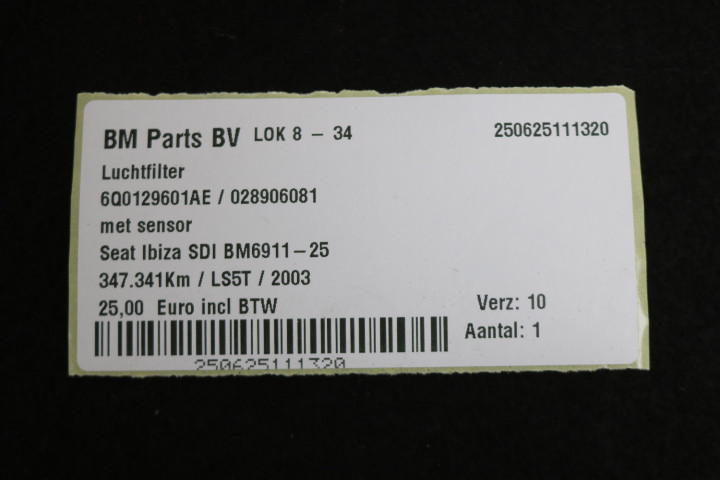 BM Parts BV LOK 8 - 34 250625111320
Luchtfilter
6Q0129601AE / 028906081
met sensor
Seat Ibiza SDI BM6911-25
347.341Km / LS5T / 2003
25,00 Euro incl BTW Verz: 10
Aantal: 1
250625111320